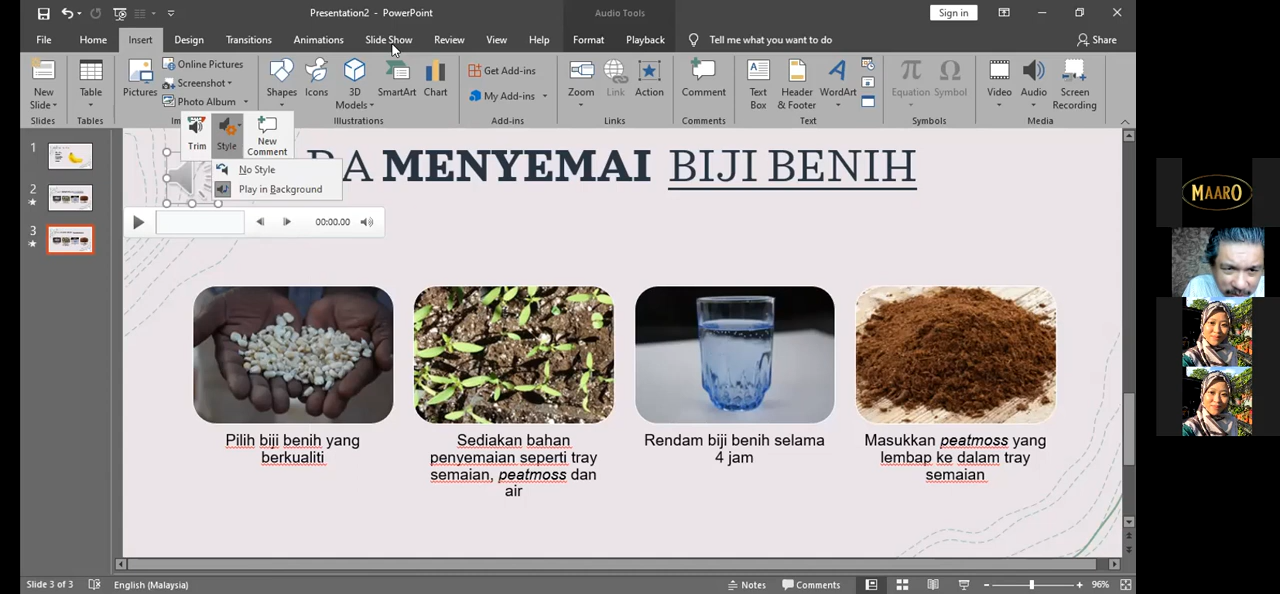 Presentation2 - PowerPoint
Audio Tools
Sign in
File
Home
Insert
Design
Transitions
Animations
Slide Show
Review
View
Help
Format
Playback
Tell me what you want to do
Share
New
Slide
Slides
Table
Tables
Pictures
Online Pictures
Screenshot
Photo Album
Shapes
Icons
3D
Models
SmartArt
Chart
Illustrations
Get Add-ins
My Add-ins
Add-ins
Zoom
Link
Action
Links
Comment
Comments
Text
Box
Header
& Footer
WordArt
Text
Equation
Symbol
Symbols
Video
Audio
Screen
Recording
Media
Trim
Style
New
Comment
No Style
Play in Background
00:00.00
1
2
3
RA MENYEMAI BIJI BENIH
Pilih biji benih yang
berkualiti
Sediakan bahan
penyemaian seperti tray
semaian, peatmoss dan
air
Rendam biji benih selama
4 jam
Masukkan peatmoss yang
lembap ke dalam tray
semaian
MAARO
Slide 3 of 3
English (Malaysia)
Notes
Comments
96%